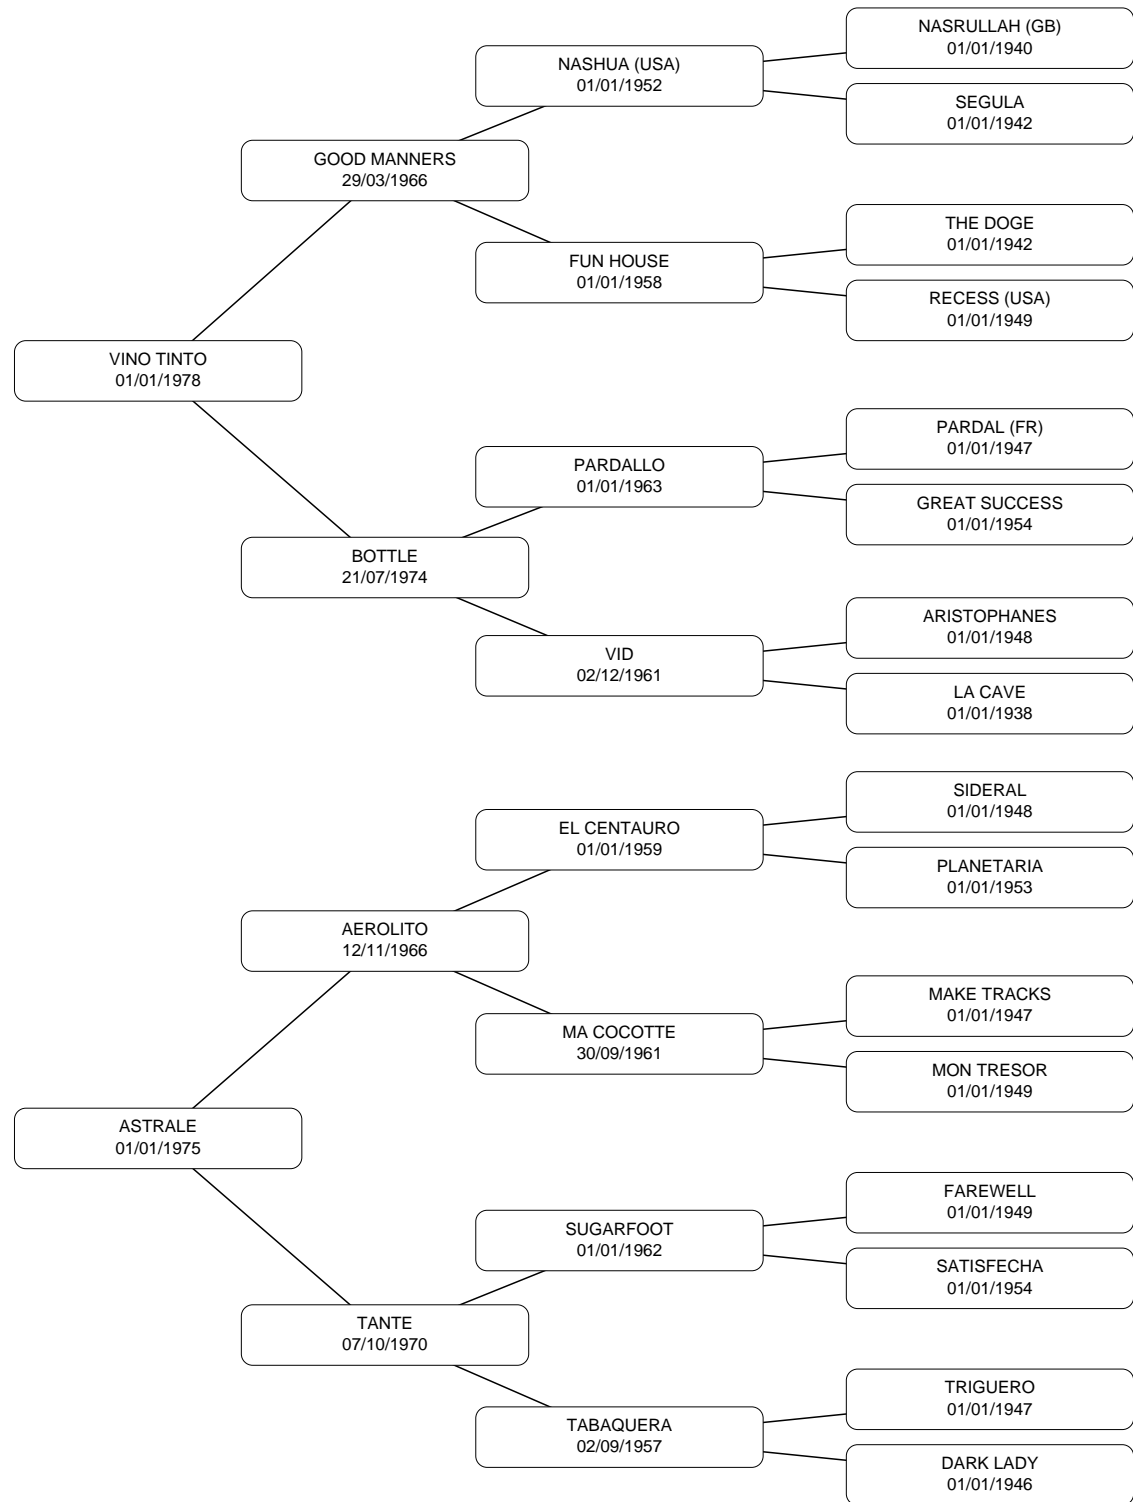 NASRULLAH (GB)
01/01/1940
NASHUA (USA)
01/01/1952
SEGULA
01/01/1942
GOOD MANNERS
29/03/1966
THE DOGE
01/01/1942
FUN HOUSE
01/01/1958
RECESS (USA)
01/01/1949
VINO TINTO
01/01/1978
PARDAL (FR)
01/01/1947
PARDALLO
01/01/1963
GREAT SUCCESS
01/01/1954
BOTTLE
21/07/1974
ARISTOPHANES
01/01/1948
VID
02/12/1961
LA CAVE
01/01/1938
SIDERAL
01/01/1948
EL CENTAURO
01/01/1959
PLANETARIA
01/01/1953
AEROLITO
12/11/1966
MAKE TRACKS
01/01/1947
MA COCOTTE
30/09/1961
MON TRESOR
01/01/1949
ASTRALE
01/01/1975
FAREWELL
01/01/1949
SUGARFOOT
01/01/1962
SATISFECHA
01/01/1954
TANTE
07/10/1970
TRIGUERO
01/01/1947
TABAQUERA
02/09/1957
DARK LADY
01/01/1946